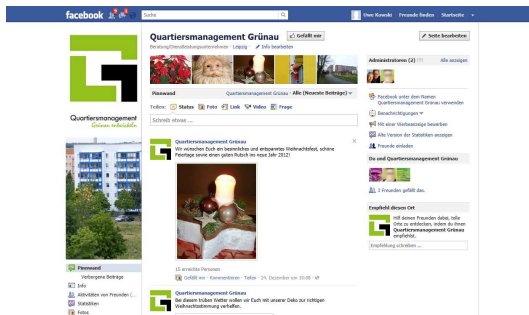 facebook
Suche
Uwe Kowski Freunde finden Startseite
Quartiersmanagement Grünau Gefällt mir
Seite bearbeiten
Beratung/Dienstleistungsunternehmen · Leipzig · Info bearbeiten
Quartiersmanagement
Grünau entwickeln
Pinnwand Quartiersmanagement Grünau · Alle (Neueste Beiträge)
Teilen: Status Foto Link Video Frage
Schreib etwas ...
Quartiersmanagement Grünau
Wir wünschen Euch ein besinnliches und entspanntes Weihnachtsfest, schöne
Feiertage sowie einen guten Rutsch ins neue Jahr 2012!
15 erreichte Personen
Gefällt mir · Kommentieren · Teilen · 24. Dezember um 10:08
Quartiersmanagement Grünau
Bei diesem trüben Wetter wollen wir Euch mit unserer Deko zur richtigen
Weihnachtsstimmung verhelfen.
Pinnwand
Verborgene Beiträge
Info
Aktivitäten von Freunden (...
Statistiken
Fotos
Administratoren (2) Alle anzeigen
Facebook unter dem Namen
Quartiersmanagement Grünau verwenden
Benachrichtigungen
Mit einer Werbeanzeige bewerben
Alte Version der Statistiken anzeigen
Freunde einladen
Du und Quartiersmanagement Grünau
3 Freunden gefällt das.
Empfiehl diesen Ort
Hilf deinen Freunden dabei, tolle
Orte zu entdecken, indem du ihnen
Quartiersmanagement Grünau
empfiehlst.
Empfehlung schreiben ...